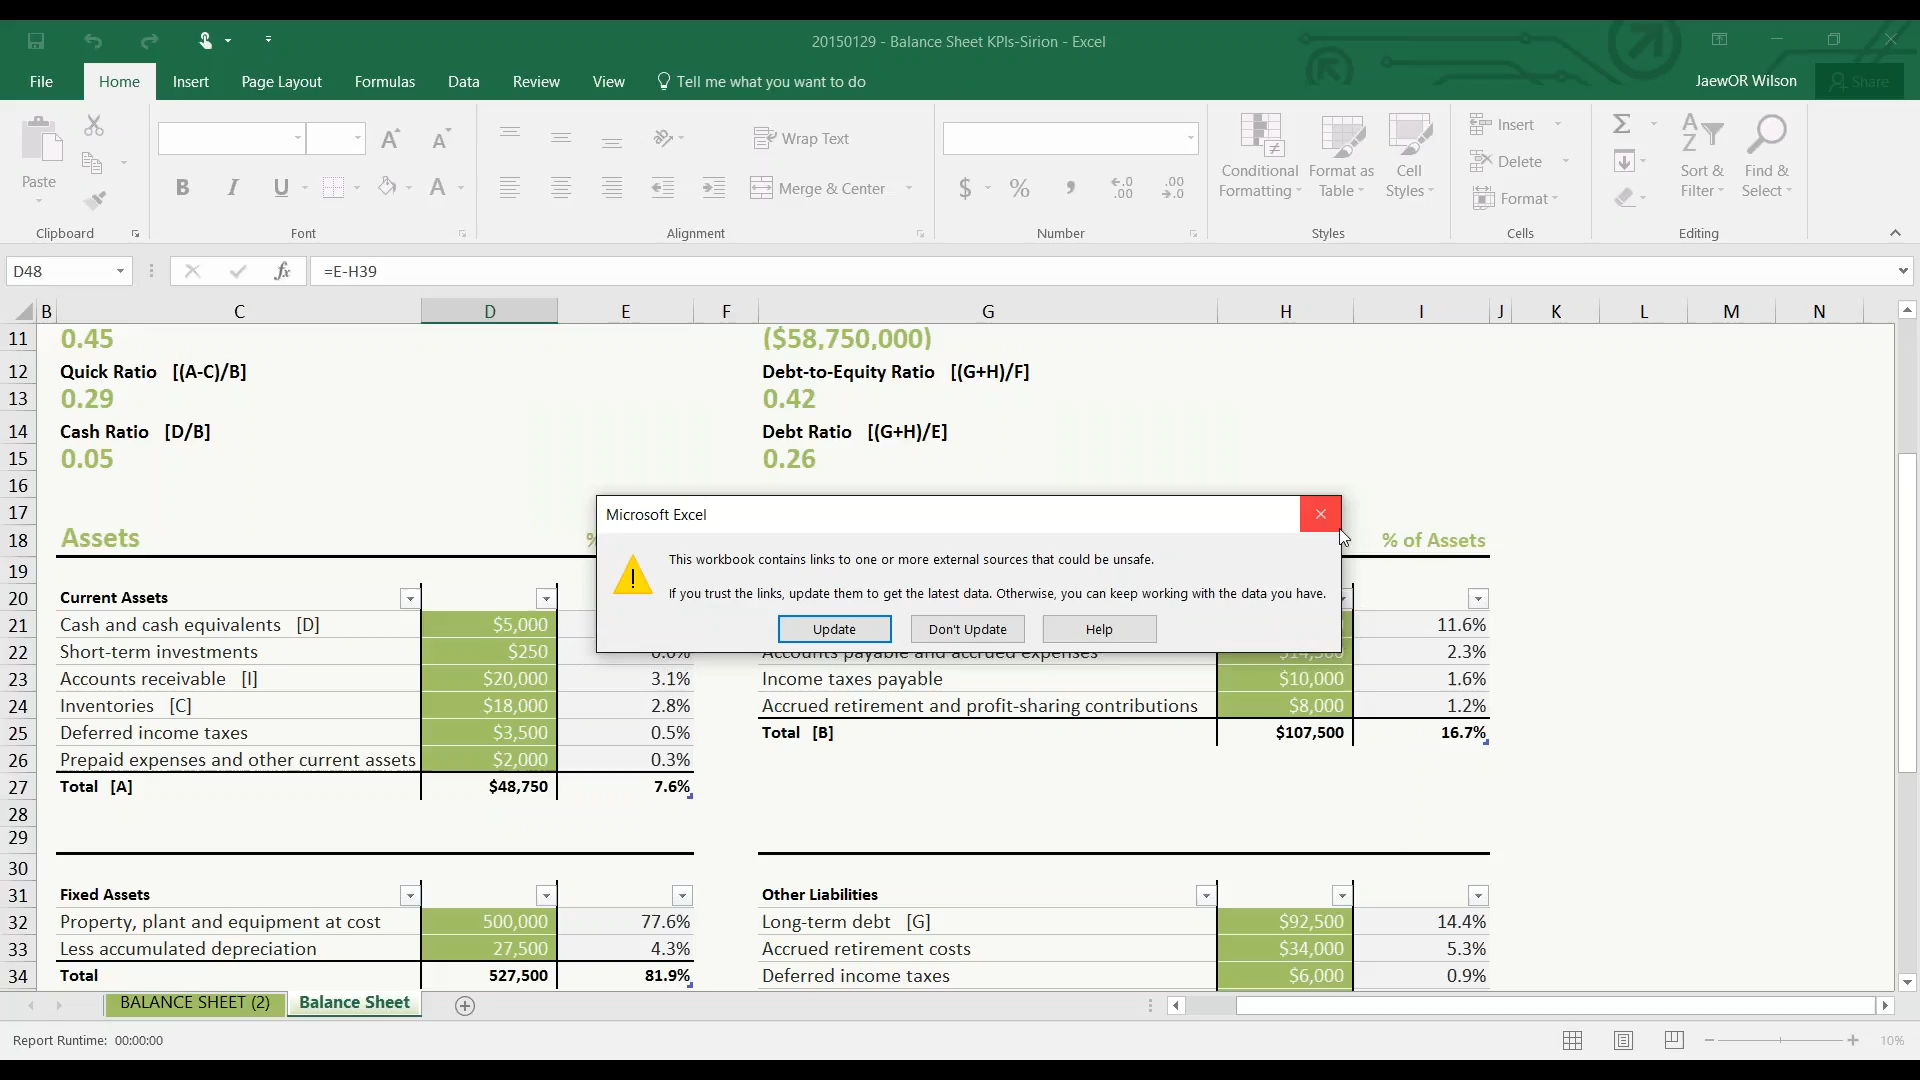 20150129 - Balance Sheet KPIs-Sirion - Excel
File Home Insert Page Layout Formulas Data Review View Tell me what you want to do JaewOR Wilson Share
Paste
Clipboard
B I U A
Font
Wrap Text
Merge & Center
Alignment
$ % ,
Number
Conditional Formatting
Format as Table
Cell Styles
Styles
Insert
Delete
Format
Cells
Sort & Filter
Find & Select
Editing
D48 fx =E-H39
B C D E F G H I J K L M N
11 0.45 ($58,750,000)
12 Quick Ratio [(A-C)/B] Debt-to-Equity Ratio [(G+H)/F]
13 0.29 0.42
14 Cash Ratio [D/B] Debt Ratio [(G+H)/E]
15 0.05 0.26
16
17
18 Assets % % of Assets
19
20 Current Assets
21 Cash and cash equivalents [D] $5,000 11.6%
22 Short-term investments $250 0.0% Accounts payable and accrued expenses $14,500 2.3%
23 Accounts receivable [I] $20,000 3.1% Income taxes payable $10,000 1.6%
24 Inventories [C] $18,000 2.8% Accrued retirement and profit-sharing contributions $8,000 1.2%
25 Deferred income taxes $3,500 0.5% Total [B] $107,500 16.7%
26 Prepaid expenses and other current assets $2,000 0.3%
27 Total [A] $48,750 7.6%
28
29
30
31 Fixed Assets Other Liabilities
32 Property, plant and equipment at cost 500,000 77.6% Long-term debt [G] $92,500 14.4%
33 Less accumulated depreciation 27,500 4.3% Accrued retirement costs $34,000 5.3%
34 Total 527,500 81.9% Deferred income taxes $6,000 0.9%
Microsoft Excel
This workbook contains links to one or more external sources that could be unsafe.
If you trust the links, update them to get the latest data. Otherwise, you can keep working with the data you have.
Update Don't Update Help
BALANCE SHEET (2) Balance Sheet
Report Runtime: 00:00:00 10%